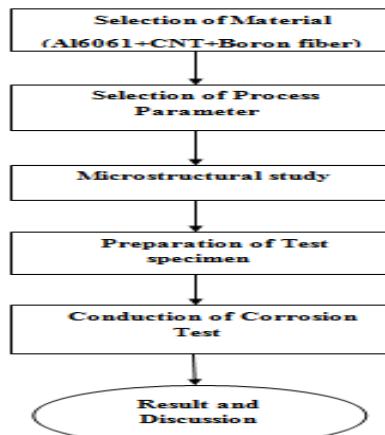 Selection of Material
(Al6061+CNT+Boron fiber)
Selection of Process
Parameter
Microstructural study
Preparation of Test
specimen
Conduction of Corrosion
Test
Result and
Discussion